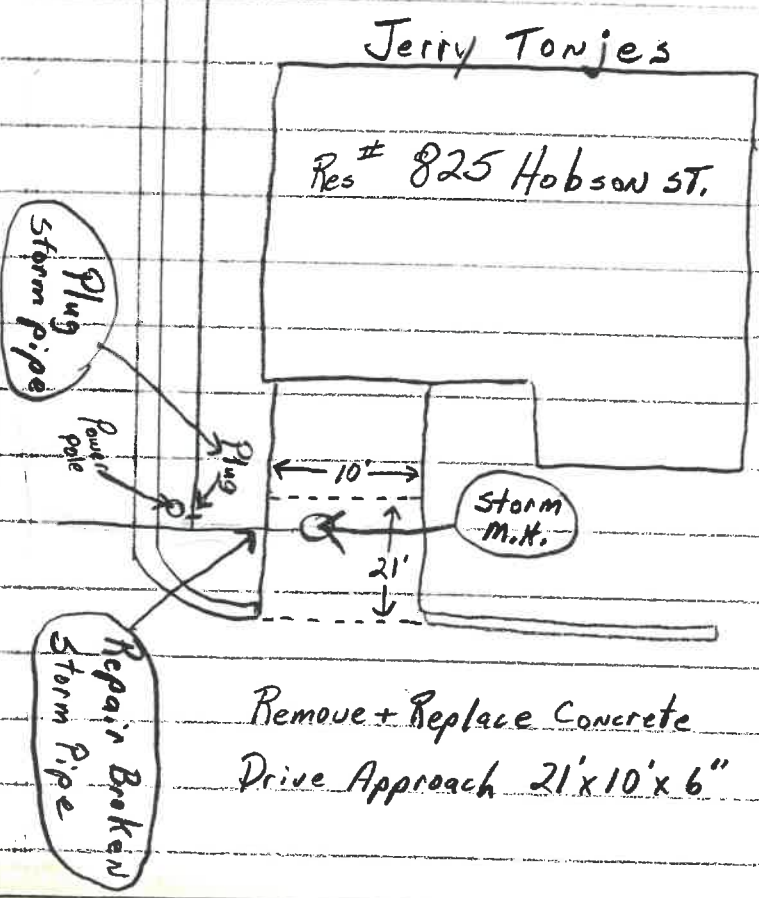 Jerry Tonjes
Res # 825 Hobson ST.
Plug
Storm pipe
Power
pole
Plug
10'
Storm
M.H.
21'
Repair Broken
Storm Pipe
Remove + Replace Concrete
Drive Approach 21' x 10' x 6"